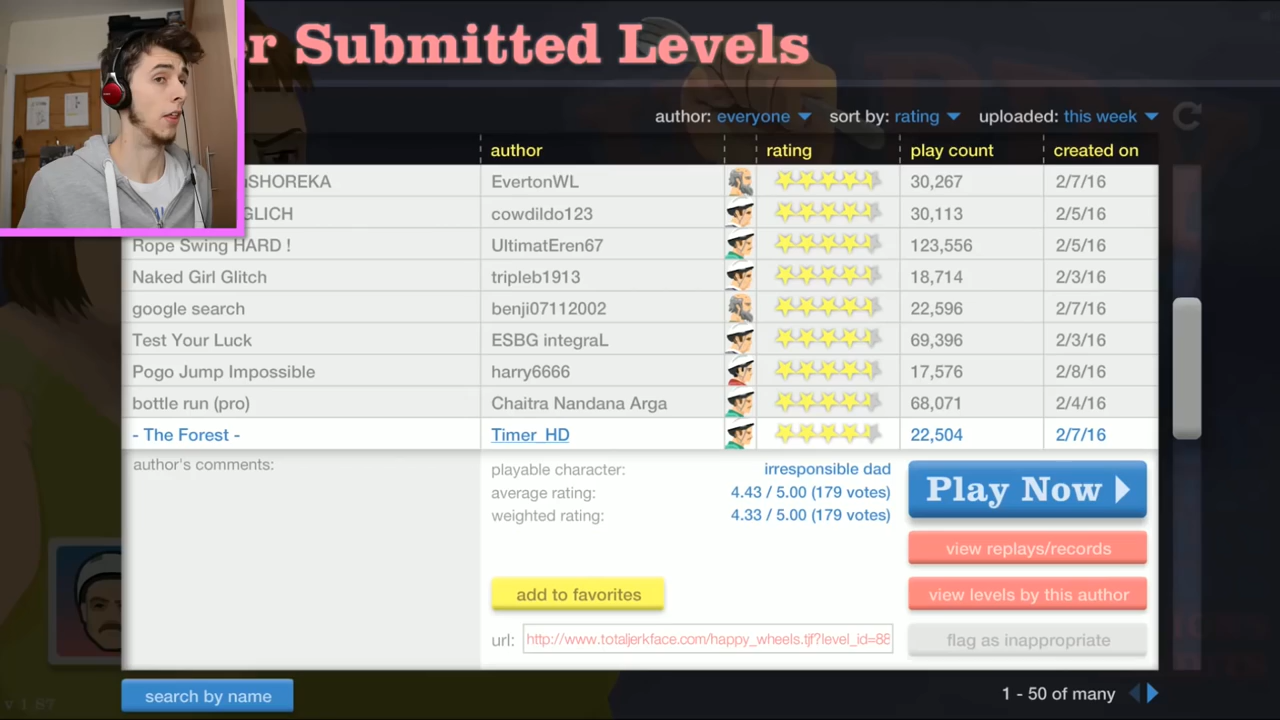 r Submitted Levels
author: everyone sort by: rating uploaded: this week
author rating play count created on
SHOREKA EvertonWL 30,267 2/7/16
GLICH cowdildo123 30,113 2/5/16
Rope Swing HARD ! UltimatEren67 123,556 2/5/16
Naked Girl Glitch tripleb1913 18,714 2/3/16
google search benji07112002 22,596 2/7/16
Test Your Luck ESBG integraL 69,396 2/3/16
Pogo Jump Impossible harry6666 17,576 2/8/16
bottle run (pro) Chaitra Nandana Arga 68,071 2/4/16
- The Forest - Timer HD 22,504 2/7/16
author's comments:
playable character: irresponsible dad
average rating: 4.43 / 5.00 (179 votes)
weighted rating: 4.33 / 5.00 (179 votes)
Play Now
view replays/records
add to favorites
view levels by this author
url: http://www.totaljerkface.com/happy_wheels.tjf?level_id=88
flag as inappropriate
search by name
1 - 50 of many
v 1.87